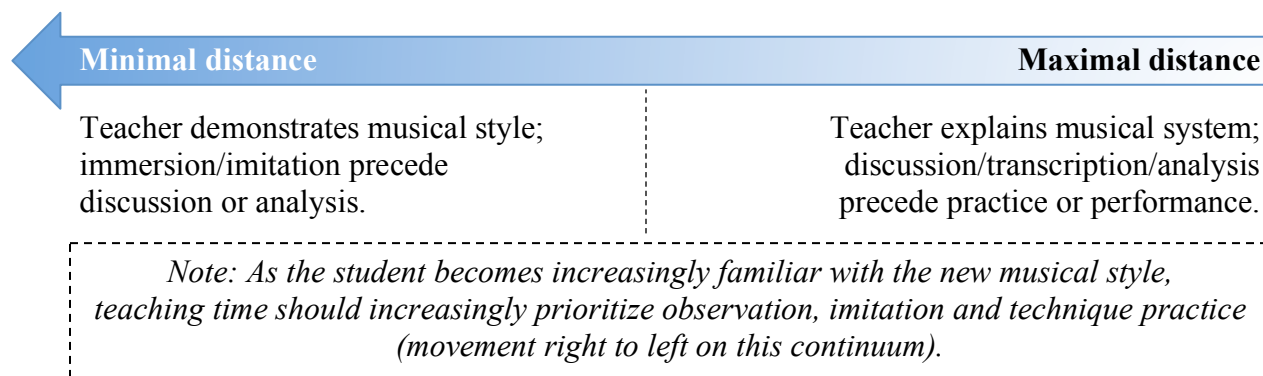 Minimal distance
Maximal distance
Teacher demonstrates musical style;
immersion/imitation precede
discussion or analysis.
Teacher explains musical system;
discussion/transcription/analysis
precede practice or performance.
Note: As the student becomes increasingly familiar with the new musical style,
teaching time should increasingly prioritize observation, imitation and technique practice
(movement right to left on this continuum).